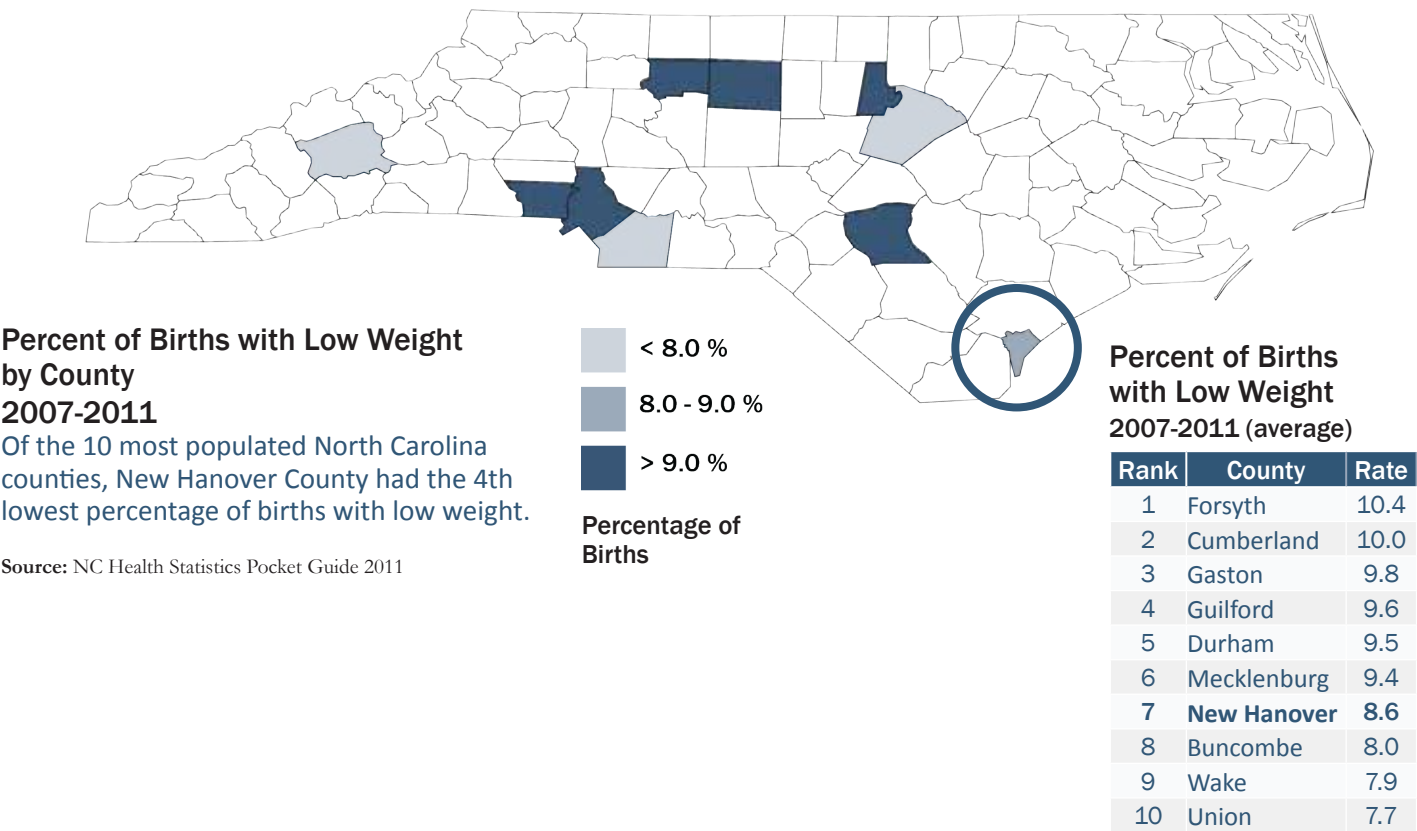 Percent of Births with Low Weight
by County
2007-2011
Of the 10 most populated North Carolina
counties, New Hanover County had the 4th
lowest percentage of births with low weight.
Source: NC Health Statistics Pocket Guide 2011
< 8.0 %
8.0 - 9.0 %
> 9.0 %
Percentage of
Births
Percent of Births
with Low Weight
2007-2011 (average)
Rank County Rate
1 Forsyth 10.4
2 Cumberland 10.0
3 Gaston 9.8
4 Guilford 9.6
5 Durham 9.5
6 Mecklenburg 9.4
7 New Hanover 8.6
8 Buncombe 8.0
9 Wake 7.9
10 Union 7.7